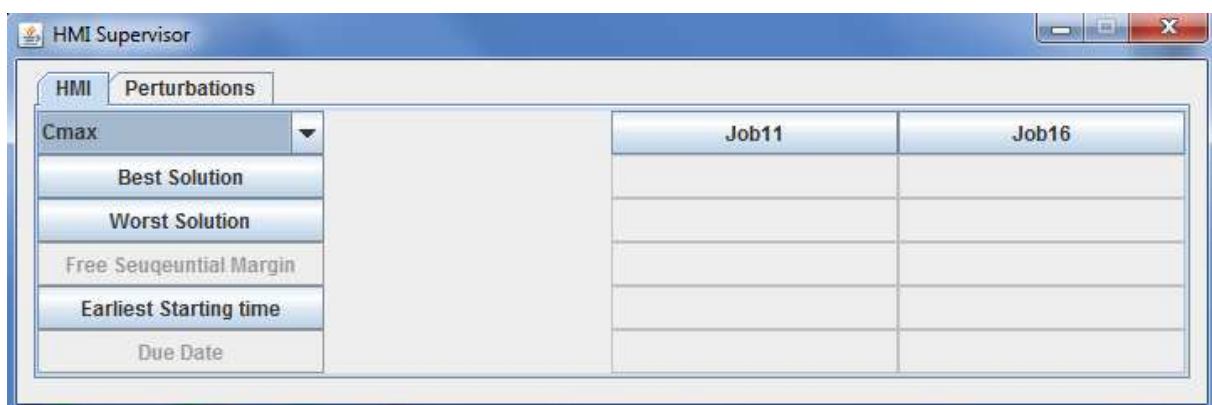 HMI Supervisor
HMI Perturbations
Cmax Job11 Job16
Best Solution
Worst Solution
Free Seuqeuntial Margin
Earliest Starting time
Due Date